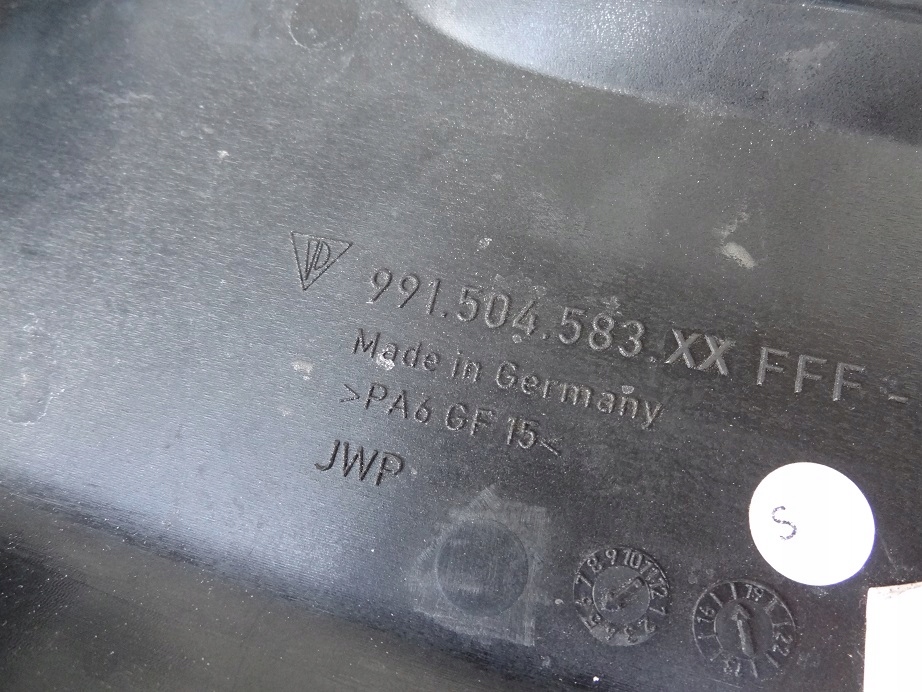 991.504.583.XX FFF -
Made in Germany
>PA6 GF 15<
JWP
S